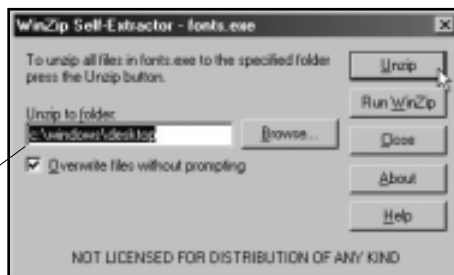 WinZip Self-Extractor - fonts.exe
To unzip all files in fonts.exe to the specified folder
press the Unzip button.
Unzip to folder:
c:\windows\desktop
Browse...
Overwrite files without prompting
Unzip
Run WinZip
Close
About
Help
NOT LICENSED FOR DISTRIBUTION OF ANY KIND